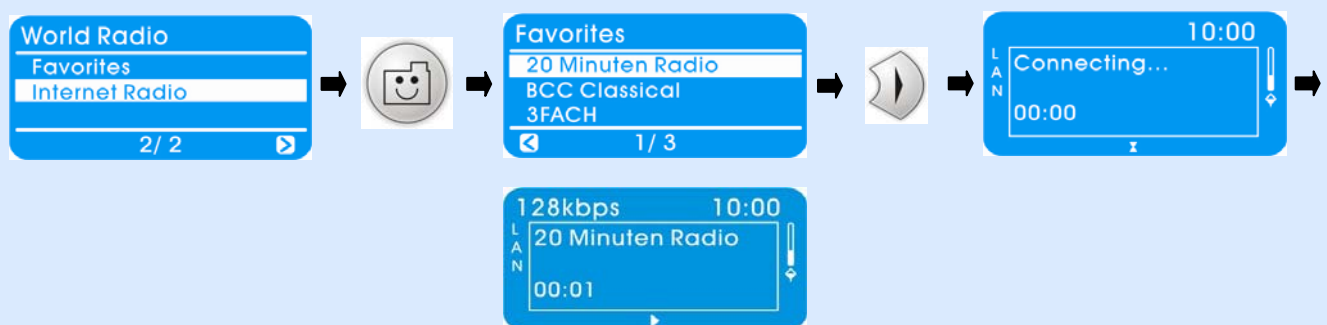 World Radio
Favorites
Internet Radio
2/ 2
Favorites
20 Minuten Radio
BCC Classical
3FACH
1/ 3
10:00
LAN
Connecting...
00:00
128kbps 10:00
LAN
20 Minuten Radio
00:01